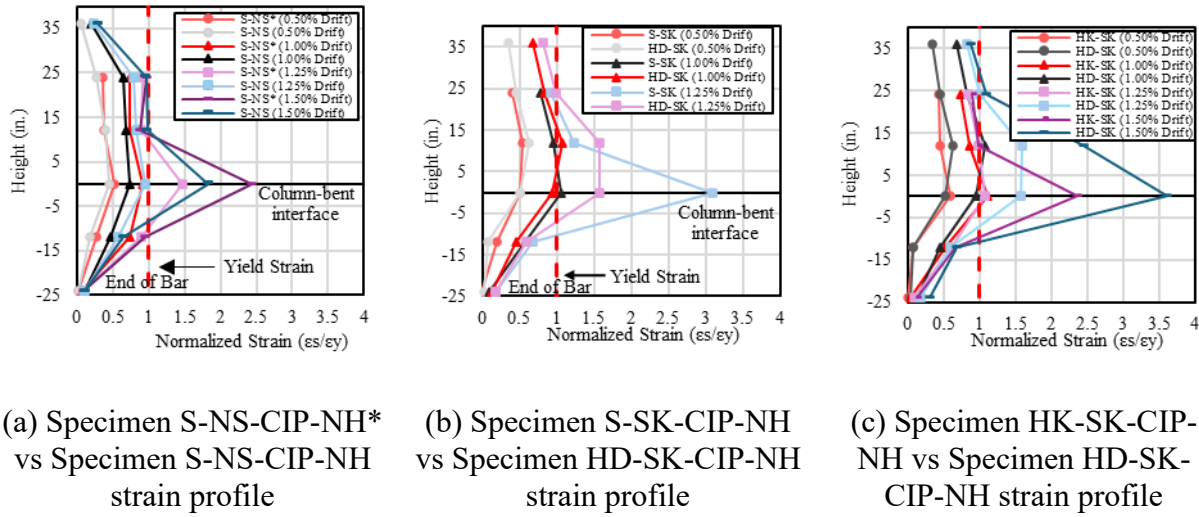 35
25
15
5
-5
-15
-25
Height (in.)
S-NS* (0.50% Drift)
S-NS (0.50% Drift)
S-NS* (1.00% Drift)
S-NS (1.00% Drift)
S-NS* (1.25% Drift)
S-NS (1.25% Drift)
S-NS* (1.50% Drift)
S-NS (1.50% Drift)
Column-bent
interface
Yield Strain
End of Bar
0 0.5 1 1.5 2 2.5 3 3.5 4
Normalized Strain (εs/εy)
(a) Specimen S-NS-CIP-NH*
vs Specimen S-NS-CIP-NH
strain profile
35
25
15
5
-5
-15
-25
Height (in.)
S-SK (0.50% Drift)
HD-SK (0.50% Drift)
S-SK (1.00% Drift)
HD-SK (1.00% Drift)
S-SK (1.25% Drift)
HD-SK (1.25% Drift)
Column-bent
interface
Yield Strain
End of Bar
0 0.5 1 1.5 2 2.5 3 3.5 4
Normalized Strain (εs/εy)
(b) Specimen S-SK-CIP-NH
vs Specimen HD-SK-CIP-NH
strain profile
35
25
15
5
-5
-15
-25
Height (in.)
HK-SK (0.50% Drift)
HD-SK (0.50% Drift)
HK-SK (1.00% Drift)
HD-SK (1.00% Drift)
HK-SK (1.25% Drift)
HD-SK (1.25% Drift)
HK-SK (1.50% Drift)
HD-SK (1.50% Drift)
0 0.5 1 1.5 2 2.5 3 3.5 4
Normalized Strain (εs/εy)
(c) Specimen HK-SK-CIP-
NH vs Specimen HD-SK-
CIP-NH strain profile